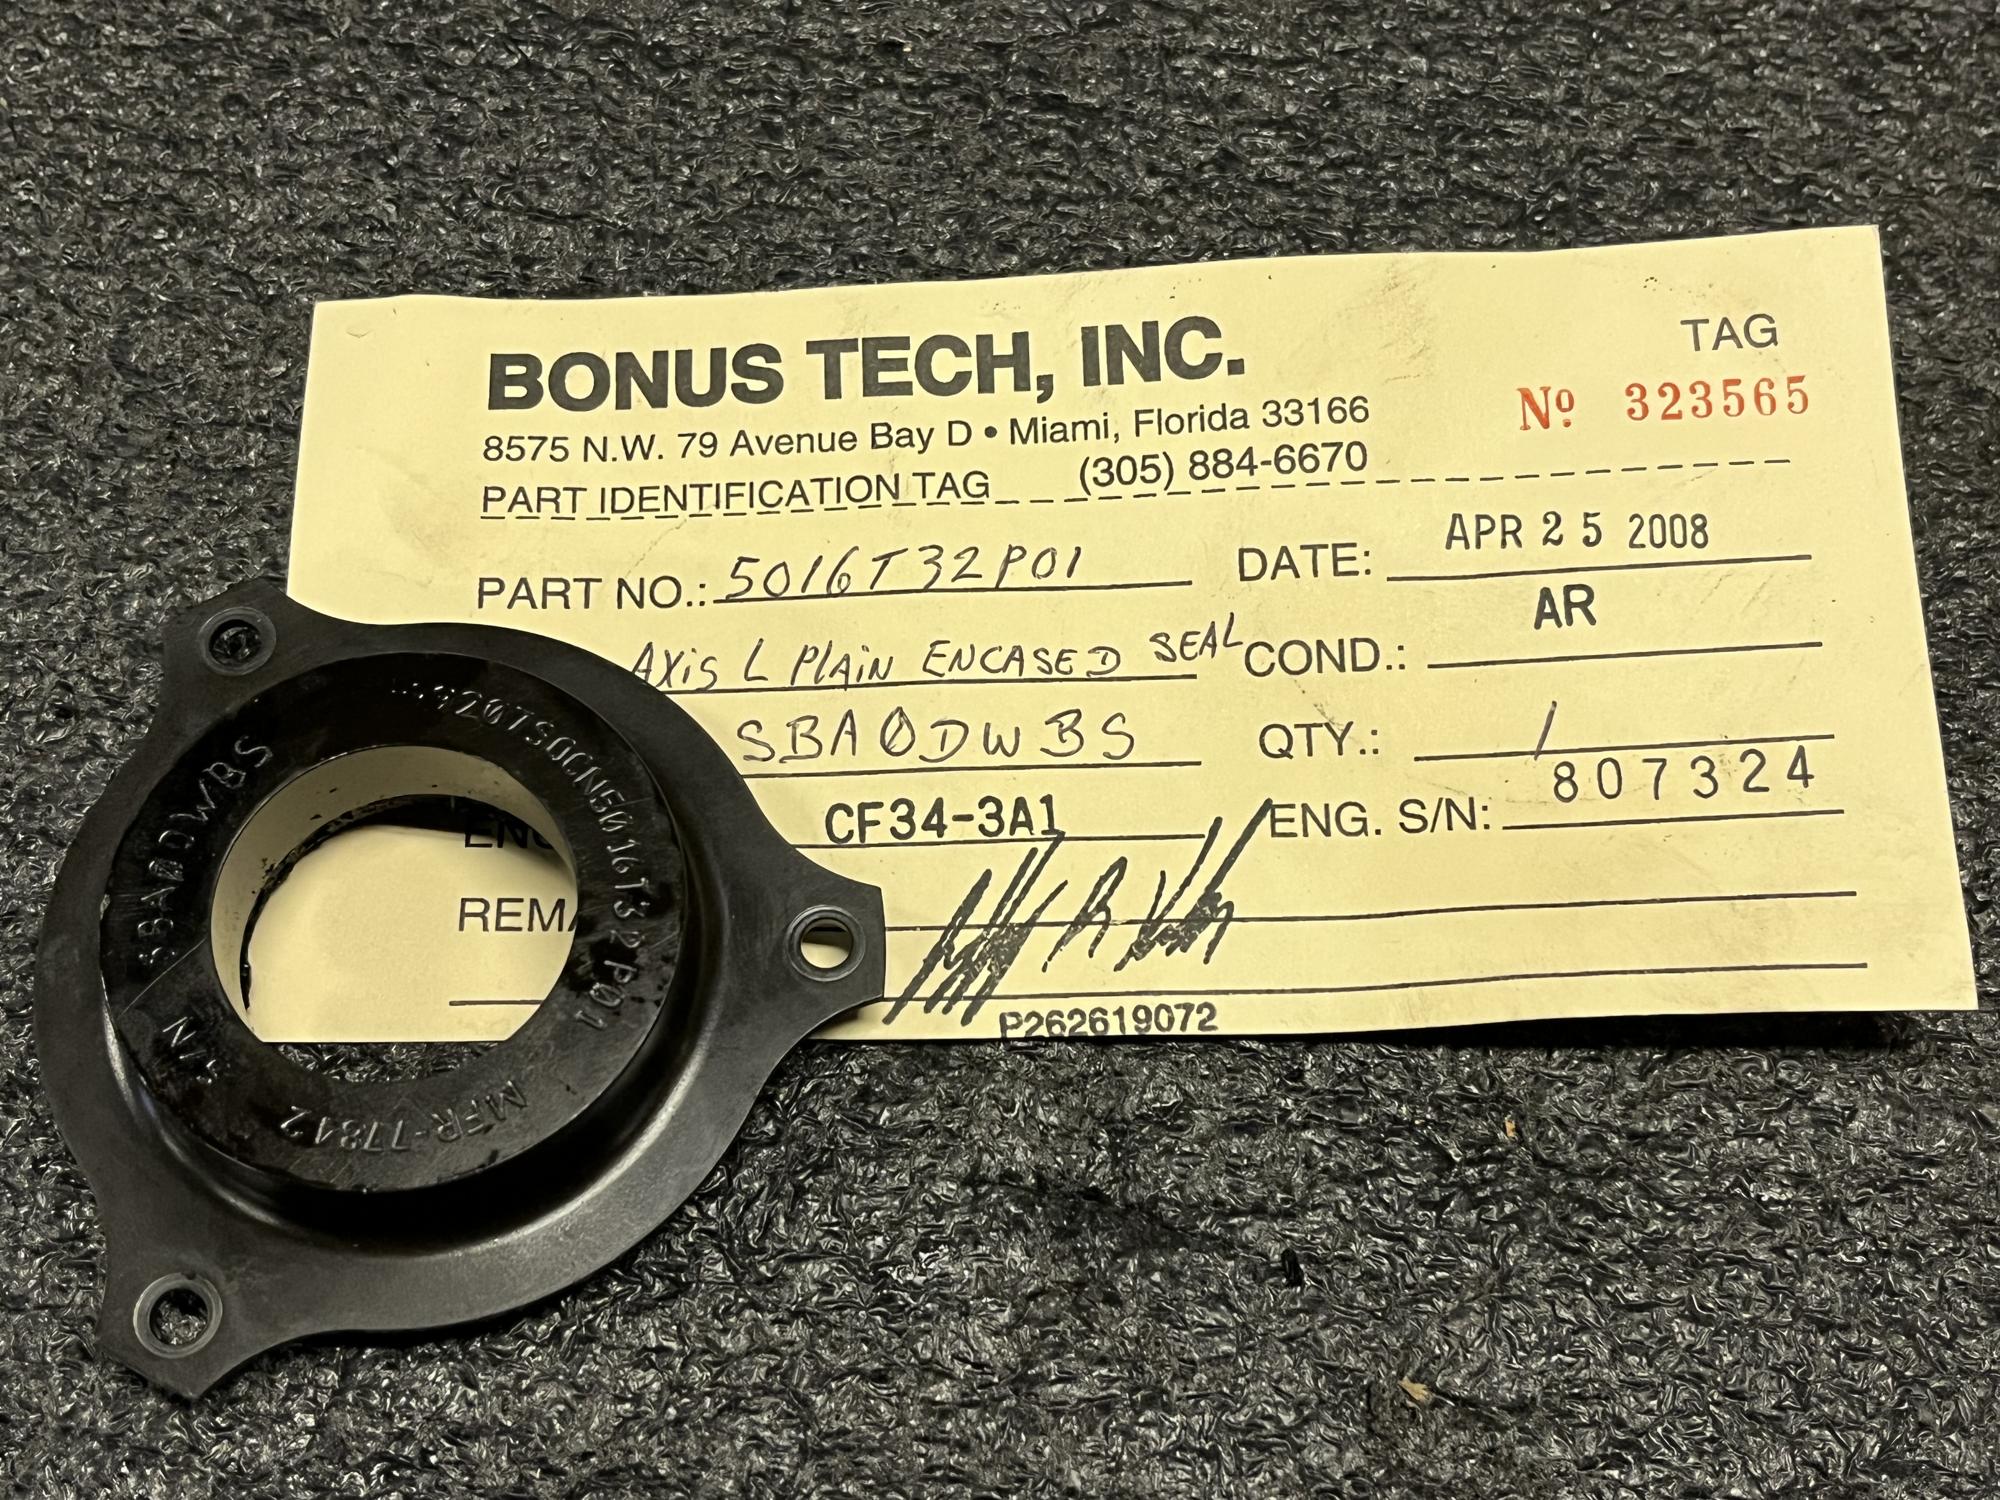 BONUS TECH, INC.
8575 N.W. 79 Avenue Bay D • Miami, Florida 33166
PART IDENTIFICATION TAG (305) 884-6670
TAG
Nº 323565
PART NO.: 5016T32P01
DATE: APR 25 2008
AXIS L PLAIN ENCASED SEAL
COND.: AR
SBA0DWBS
QTY.: 1
CF34-3A1
ENG. S/N: 807324
REMA
P262619072
SBA0DWBS
5016T32P01
MFR-77842
S/N